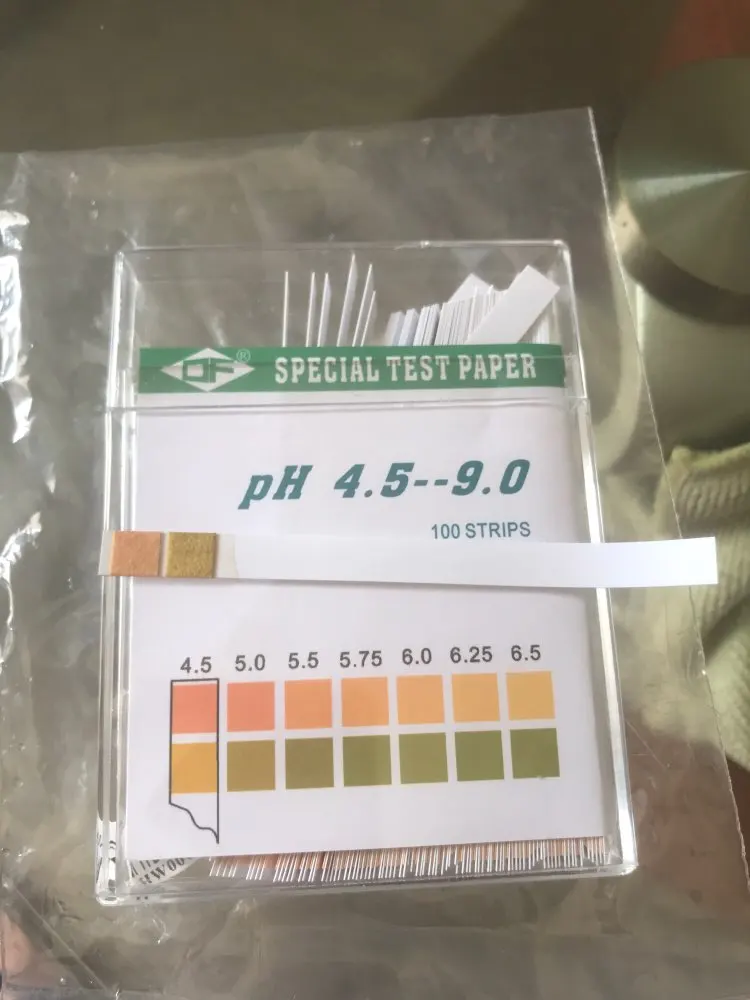 DF® SPECIAL TEST PAPER
pH 4.5--9.0
100 STRIPS
4.5 5.0 5.5 5.75 6.0 6.25 6.5